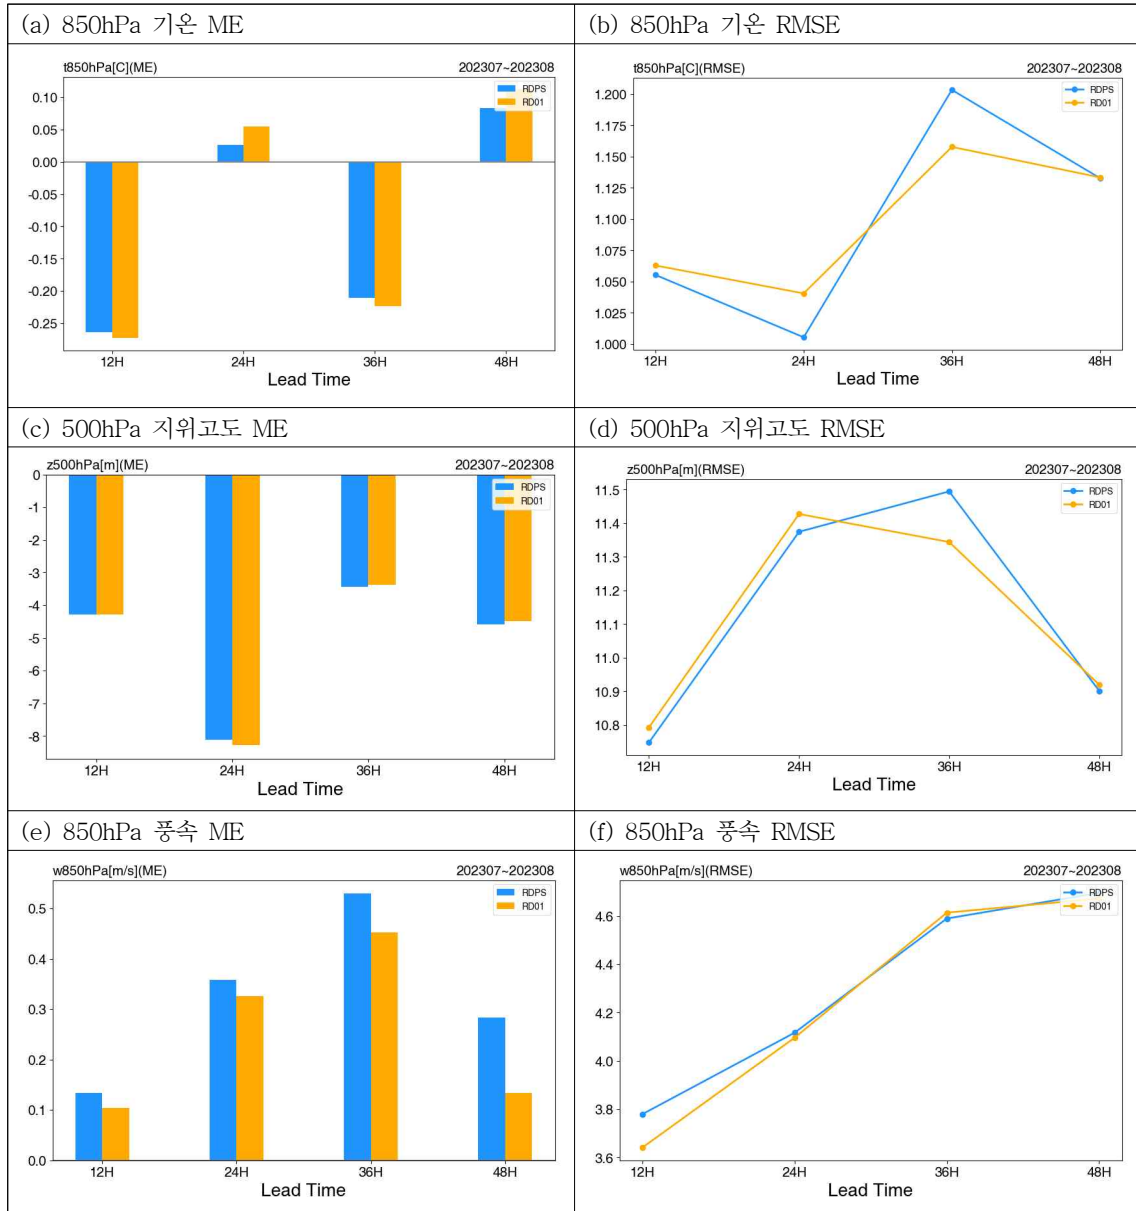 (a) 850hPa 기온 ME
(b) 850hPa 기온 RMSE
t850hPa[C](ME)
202307~202308
RDPS
RD01
0.10
0.05
0.00
-0.05
-0.10
-0.15
-0.20
-0.25
12H
24H
36H
48H
Lead Time
t850hPa[C](RMSE)
202307~202308
RDPS
RD01
1.200
1.175
1.150
1.125
1.100
1.075
1.050
1.025
1.000
12H
24H
36H
48H
Lead Time
(c) 500hPa 지위고도 ME
(d) 500hPa 지위고도 RMSE
z500hPa[m](ME)
202307~202308
RDPS
RD01
0
-1
-2
-3
-4
-5
-6
-7
-8
12H
24H
36H
48H
Lead Time
z500hPa[m](RMSE)
202307~202308
RDPS
RD01
11.5
11.4
11.3
11.2
11.1
11.0
10.9
10.8
12H
24H
36H
48H
Lead Time
(e) 850hPa 풍속 ME
(f) 850hPa 풍속 RMSE
w850hPa[m/s](ME)
202307~202308
RDPS
RD01
0.5
0.4
0.3
0.2
0.1
0.0
12H
24H
36H
48H
Lead Time
w850hPa[m/s](RMSE)
202307~202308
RDPS
RD01
4.6
4.4
4.2
4.0
3.8
3.6
12H
24H
36H
48H
Lead Time